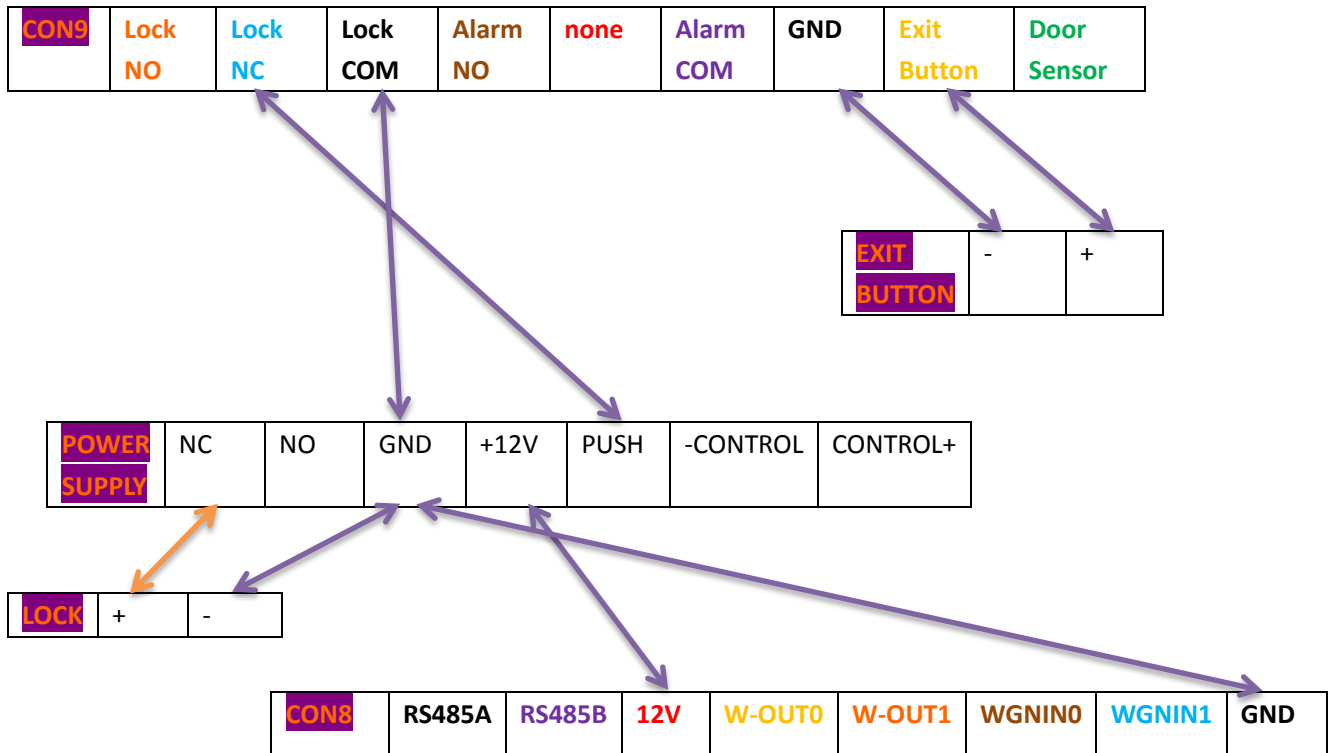 CON9 Lock Lock Lock Alarm none Alarm GND Exit Door
NO NC COM NO COM Button Sensor
EXIT - +
BUTTON
POWER NC NO GND +12V PUSH -CONTROL CONTROL+
SUPPLY
LOCK + -
CON8 RS485A RS485B 12V W-OUT0 W-OUT1 WGNIN0 WGNIN1 GND